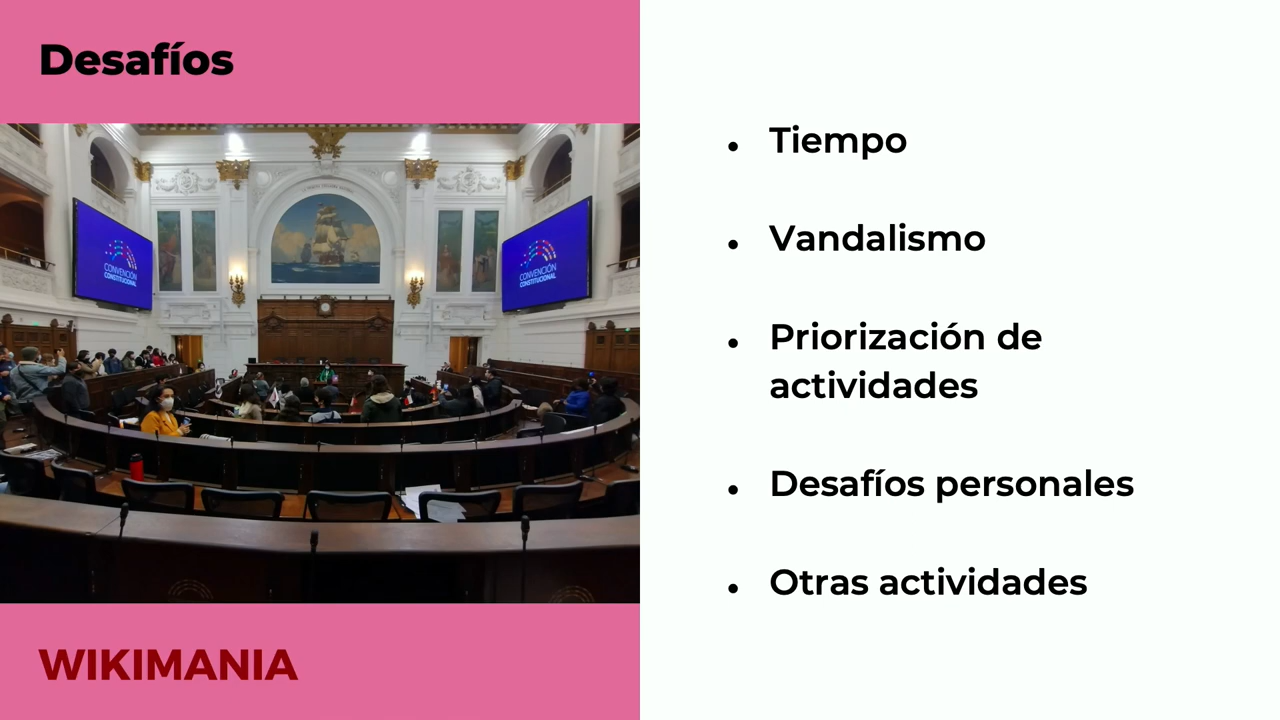 Desafíos
CONVENCIÓN
CONSTITUCIONAL
CONVENCIÓN
CONSTITUCIONAL
WIKIMANIA
• Tiempo
• Vandalismo
• Priorización de
actividades
• Desafíos personales
• Otras actividades